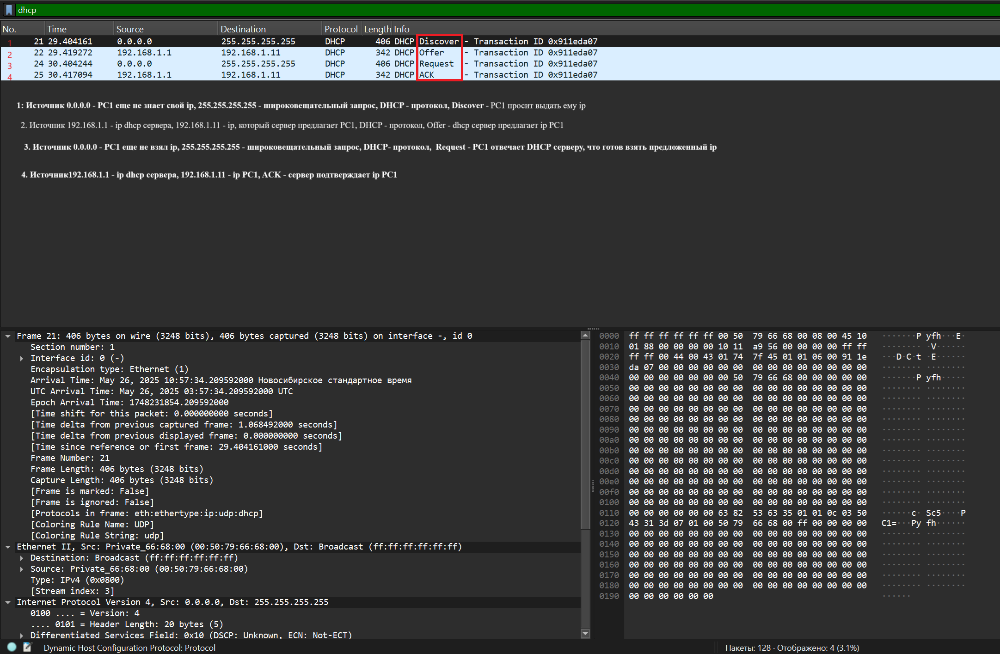 dhcp
No. Time Source Destination Protocol Length Info
1 21 29.404161 0.0.0.0 255.255.255.255 DHCP 406 DHCP Discover - Transaction ID 0x911eda07
2 22 29.419272 192.168.1.1 192.168.1.11 DHCP 342 DHCP Offer - Transaction ID 0x911eda07
3 24 30.404244 0.0.0.0 255.255.255.255 DHCP 406 DHCP Request - Transaction ID 0x911eda07
4 25 30.417094 192.168.1.1 192.168.1.11 DHCP 342 DHCP ACK - Transaction ID 0x911eda07
1: Источник 0.0.0.0 - PC1 еще не знает свой ip, 255.255.255.255 - широковещательный запрос, DHCP - протокол, Discover - PC1 просит выдать ему ip
2. Источник 192.168.1.1 - ip dhcp сервера, 192.168.1.11 - ip, который сервер предлагает PC1, DHCP - протокол, Offer - dhcp сервер предлагает ip PC1
3. Источник 0.0.0.0 - PC1 еще не взял ip, 255.255.255.255 - широковещательный запрос, DHCP- протокол, Request - PC1 отвечает DHCP серверу, что готов взять предложенный ip
4. Источник192.168.1.1 - ip dhcp сервера, 192.168.1.11 - ip PC1, ACK - сервер подтверждает ip PC1
Frame 21: 406 bytes on wire (3248 bits), 406 bytes captured (3248 bits) on interface -, id 0
Section number: 1
Interface id: 0 (-)
Encapsulation type: Ethernet (1)
Arrival Time: May 26, 2025 10:57:34.209592000 Новосибирское стандартное время
UTC Arrival Time: May 26, 2025 03:57:34.209592000 UTC
Epoch Arrival Time: 1748231854.209592000
[Time shift for this packet: 0.000000000 seconds]
[Time delta from previous captured frame: 1.068492000 seconds]
[Time delta from previous displayed frame: 0.000000000 seconds]
[Time since reference or first frame: 29.404161000 seconds]
Frame Number: 21
Frame Length: 406 bytes (3248 bits)
Capture Length: 406 bytes (3248 bits)
[Frame is marked: False]
[Frame is ignored: False]
[Protocols in frame: eth:ethertype:ip:udp:dhcp]
[Coloring Rule Name: UDP]
[Coloring Rule String: udp]
Ethernet II, Src: Private_66:68:00 (00:50:79:66:68:00), Dst: Broadcast (ff:ff:ff:ff:ff:ff)
Destination: Broadcast (ff:ff:ff:ff:ff:ff)
Source: Private_66:68:00 (00:50:79:66:68:00)
Type: IPv4 (0x0800)
[Stream index: 3]
Internet Protocol Version 4, Src: 0.0.0.0, Dst: 255.255.255.255
0100 .... = Version: 4
.... 0101 = Header Length: 20 bytes (5)
Differentiated Services Field: 0x10 (DSCP: Unknown, ECN: Not-ECT)
0000 ff ff ff ff ff ff 00 50 79 66 68 00 08 00 45 10 ·······P yfh···E·
0010 01 88 00 00 00 00 10 11 a9 56 00 00 00 00 ff ff ········ ·V······
0020 ff ff 00 44 00 43 01 74 7f 45 01 01 06 00 91 1e ···D·C·t ·E······
0030 da 07 00 00 00 00 00 00 00 00 00 00 00 00 00 00 ········ ········
0040 00 00 00 00 00 00 00 50 79 66 68 00 00 00 00 00 ·······P yfh·····
0050 00 00 00 00 00 00 00 00 00 00 00 00 00 00 00 00 ········ ········
0060 00 00 00 00 00 00 00 00 00 00 00 00 00 00 00 00 ········ ········
0070 00 00 00 00 00 00 00 00 00 00 00 00 00 00 00 00 ········ ········
0080 00 00 00 00 00 00 00 00 00 00 00 00 00 00 00 00 ········ ········
0090 00 00 00 00 00 00 00 00 00 00 00 00 00 00 00 00 ········ ········
00a0 00 00 00 00 00 00 00 00 00 00 00 00 00 00 00 00 ········ ········
00b0 00 00 00 00 00 00 00 00 00 00 00 00 00 00 00 00 ········ ········
00c0 00 00 00 00 00 00 00 00 00 00 00 00 00 00 00 00 ········ ········
00d0 00 00 00 00 00 00 00 00 00 00 00 00 00 00 00 00 ········ ········
00e0 00 00 00 00 00 00 00 00 00 00 00 00 00 00 00 00 ········ ········
00f0 00 00 00 00 00 00 00 00 00 00 00 00 00 00 00 00 ········ ········
0100 00 00 00 00 00 00 00 00 00 00 00 00 00 00 00 00 ········ ········
0110 00 00 00 00 00 00 63 82 53 63 35 01 01 0c 03 50 ······c· Sc5····P
0120 43 31 3d 07 01 00 50 79 66 68 00 ff 00 00 00 00 C1=···Py fh······
0130 00 00 00 00 00 00 00 00 00 00 00 00 00 00 00 00 ········ ········
0140 00 00 00 00 00 00 00 00 00 00 00 00 00 00 00 00 ········ ········
0150 00 00 00 00 00 00 00 00 00 00 00 00 00 00 00 00 ········ ········
0160 00 00 00 00 00 00 00 00 00 00 00 00 00 00 00 00 ········ ········
0170 00 00 00 00 00 00 00 00 00 00 00 00 00 00 00 00 ········ ········
0180 00 00 00 00 00 00 00 00 00 00 00 00 00 00 00 00 ········ ········
0190 00 00 00 00 00 00 ······
Dynamic Host Configuration Protocol: Protocol
Пакеты: 128 · Отображено: 4 (3.1%)